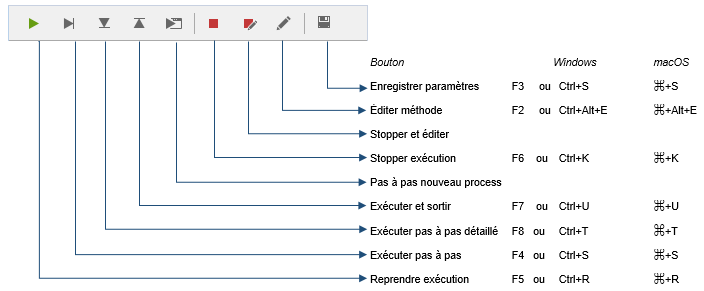 Bouton Windows macOS
Enregistrer paramètres F3 ou Ctrl+S ⌘+S
Éditer méthode F2 ou Ctrl+Alt+E ⌘+Alt+E
Stopper et éditer
Stopper exécution F6 ou Ctrl+K ⌘+K
Pas à pas nouveau process
Exécuter et sortir F7 ou Ctrl+U ⌘+U
Exécuter pas à pas détaillé F8 ou Ctrl+T ⌘+T
Exécuter pas à pas F4 ou Ctrl+S ⌘+S
Reprendre exécution F5 ou Ctrl+R ⌘+R